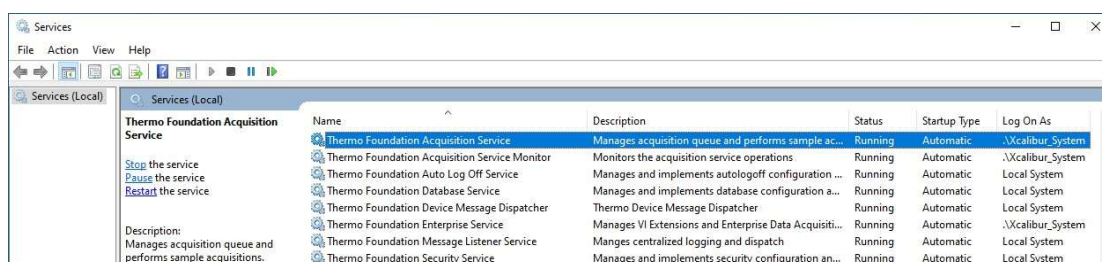 Services
File Action View Help
Services (Local)
Services (Local)
Thermo Foundation Acquisition Service
Stop the service
Pause the service
Restart the service
Description:
Manages acquisition queue and
performs sample acquisitions.
Name Description Status Startup Type Log On As
Thermo Foundation Acquisition Service Manages acquisition queue and performs sample ac... Running Automatic .\Xcalibur_System
Thermo Foundation Acquisition Service Monitor Monitors the acquisition service operations Running Automatic Local System
Thermo Foundation Auto Log Off Service Manages and implements autologoff configuration ... Running Automatic Local System
Thermo Foundation Database Service Manages and implements database configuration a... Running Automatic Local System
Thermo Foundation Device Message Dispatcher Thermo Device Message Dispatcher Running Automatic Local System
Thermo Foundation Enterprise Service Manages VI Extensions and Enterprise Data Acquisiti... Running Automatic .\Xcalibur_System
Thermo Foundation Message Listener Service Manges centralized logging and dispatch Running Automatic Local System
Thermo Foundation Security Service Manages and implements security configuration an... Running Automatic Local System